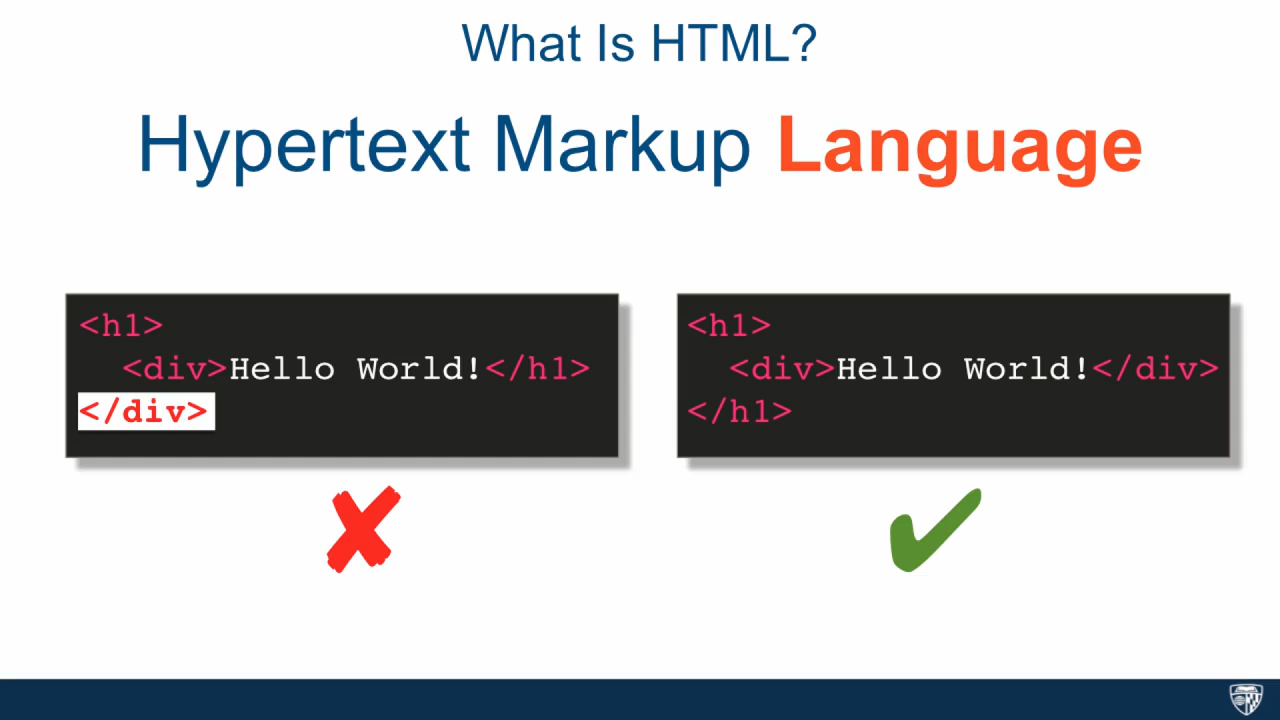 What Is HTML?
Hypertext Markup Language
<h1>
  <div>Hello World!</h1>
</div>
<h1>
  <div>Hello World!</div>
</h1>